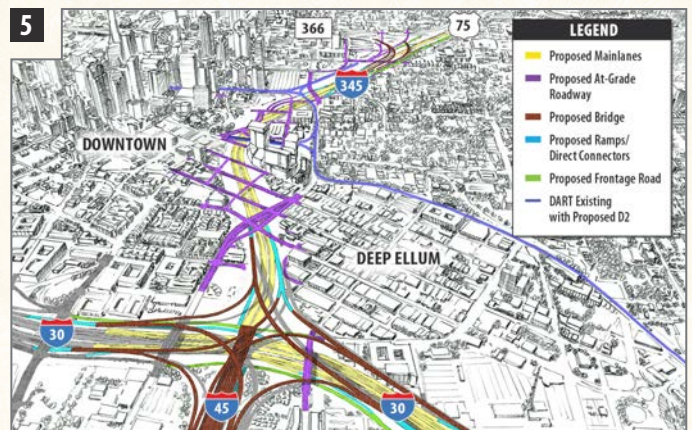 5
366
75
345
DOWNTOWN
DEEP ELLUM
30
45
30
LEGEND
Proposed Mainlanes
Proposed At-Grade
Roadway
Proposed Bridge
Proposed Ramps/
Direct Connectors
Proposed Frontage Road
DART Existing
with Proposed D2